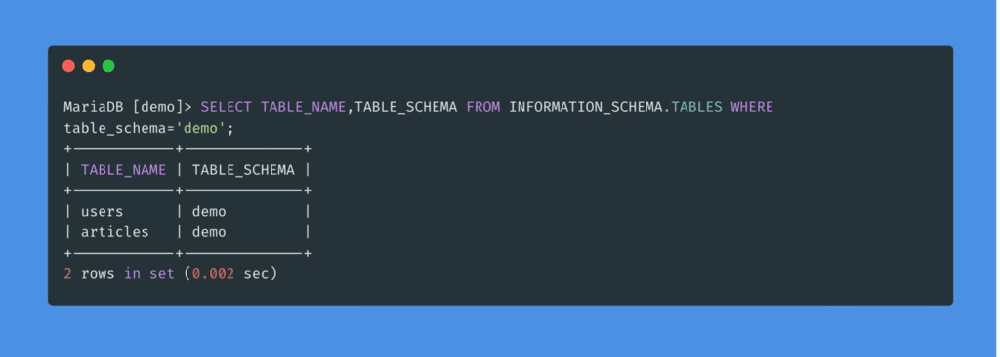 MariaDB [demo]> SELECT TABLE_NAME,TABLE_SCHEMA FROM INFORMATION_SCHEMA.TABLES WHERE
table_schema='demo';
+------------+--------------+
| TABLE_NAME | TABLE_SCHEMA |
+------------+--------------+
| users      | demo         |
| articles   | demo         |
+------------+--------------+
2 rows in set (0.002 sec)